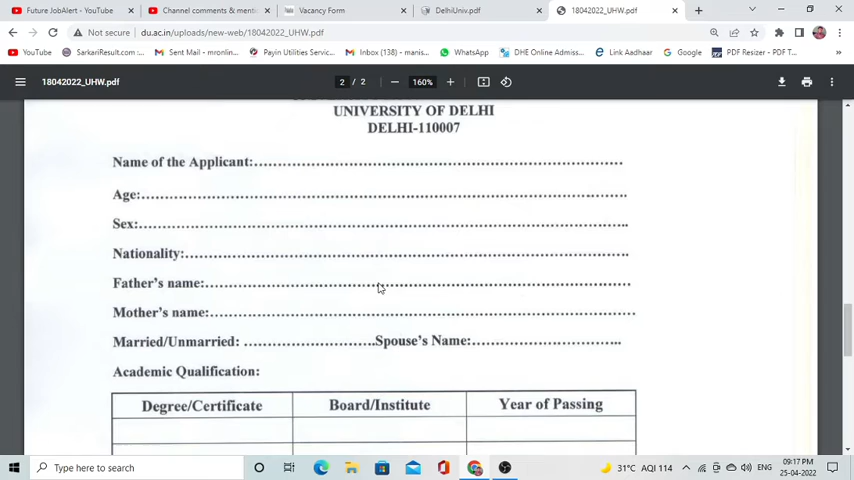 Future JobAlert - YouTube
Channel comments & menti
Vacancy Form
DelhiUniv.pdf
18042022_UHW.pdf
Not secure | du.ac.in/uploads/new-web/18042022_UHW.pdf
YouTube
SarkariResult.com :...
Sent Mail - mronlin...
Payin Utilite Servic...
Inbox (138) - manis...
WhatsApp
DHE Online Admiss...
Link Aadhaar
Google
PDF Resizer - PDF T...
18042022_UHW.pdf
2 / 2
160%
UNIVERSITY OF DELHI
DELHI-110007
Name of the Applicant:
Age:
Sex:
Nationality:
Father's name:
Mother's name:
Married/Unmarried: Spouse's Name:
Academic Qualification:
Degree/Certificate Board/Institute Year of Passing
Type here to search
31°C AQI 114
ENG
09:17 PM
25-04-2022